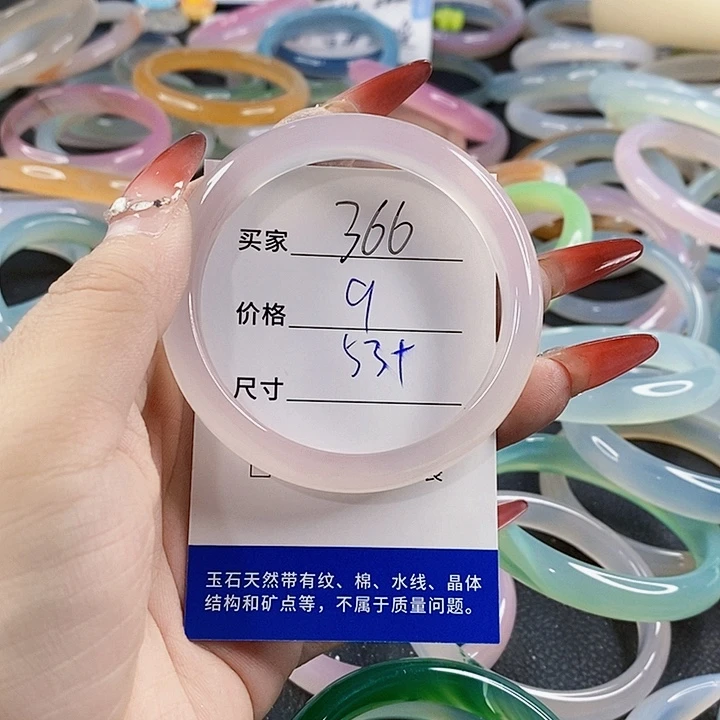 买家 366
价格 9
53+
尺寸
玉石天然带有纹、棉、水线、晶体
结构和矿点等，不属于质量问题。